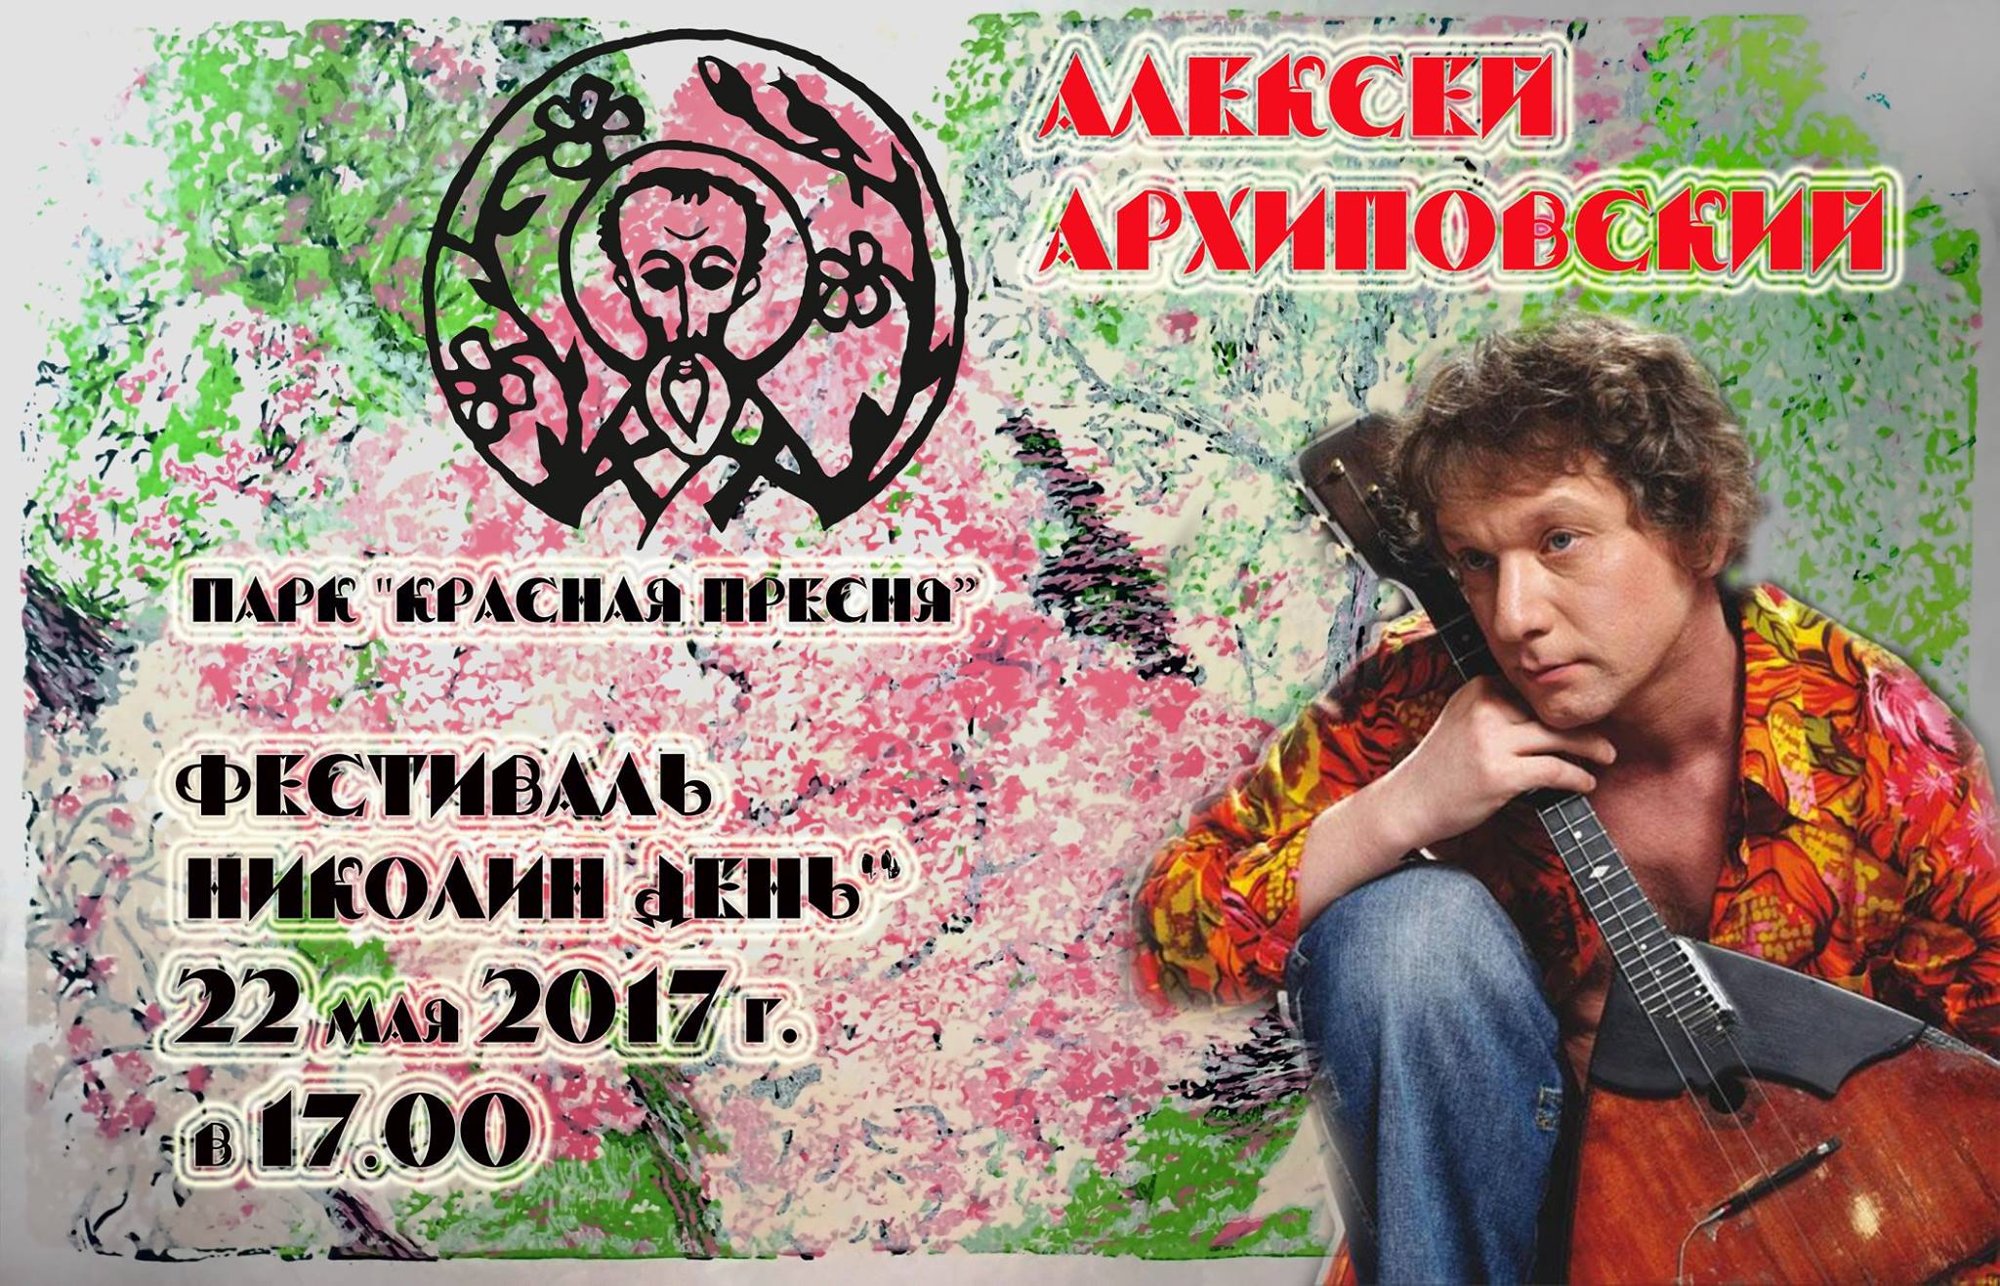 АЛЕКСЕЙ
АРХИПОВСКИЙ
ПАРК "КРАСНАЯ ПРЕСНЯ"
ФЕСТИВАЛЬ
НИКОЛИН ДЕНЬ"
22 мая 2017 г.
в 17.00